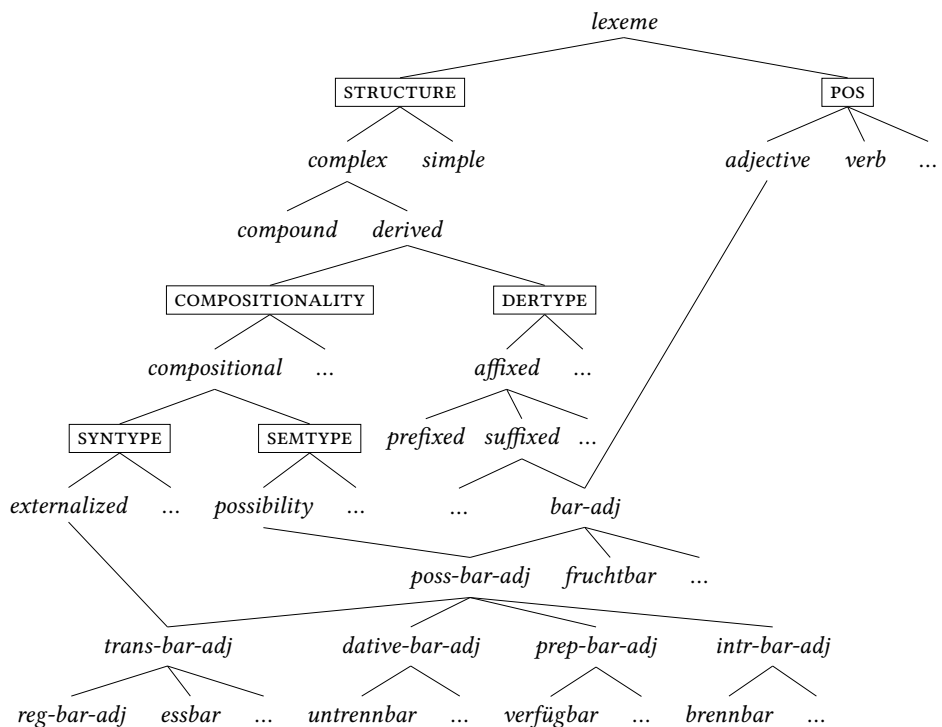 lexeme
STRUCTURE POS
complex simple adjective verb ...
compound derived
COMPOSITIONALITY DERTYPE
compositional ... affixed ...
SYNTYPE SEMTYPE prefixed suffixed ...
externalized ... possibility ... ... bar-adj
poss-bar-adj fruchtbar ...
trans-bar-adj dative-bar-adj prep-bar-adj intr-bar-adj
reg-bar-adj essbar ... untrennbar ... verfügbar ... brennbar ...